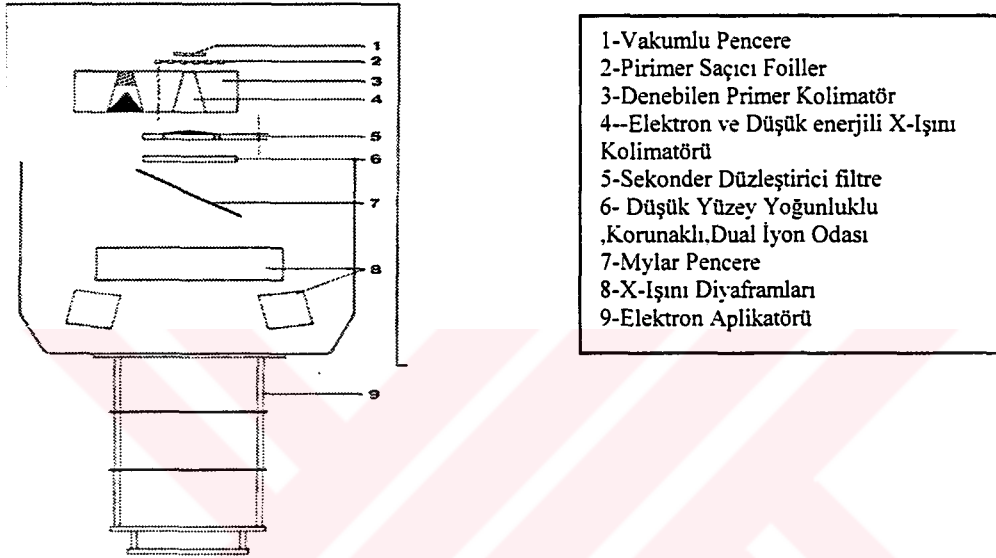 1
2
3
4
5
6
7
8
9
1-Vakumlu Pencere
2-Pirimer Saçıcı Foiller
3-Denebilen Primer Kolimatör
4--Elektron ve Düşük enerjili X-Işını
Kolimatörü
5-Sekonder Düzleştirici filtre
6- Düşük Yüzey Yoğunluklu
,Korunaklı,Dual İyon Odası
7-Mylar Pencere
8-X-Işını Diyaframları
9-Elektron Aplikatörü